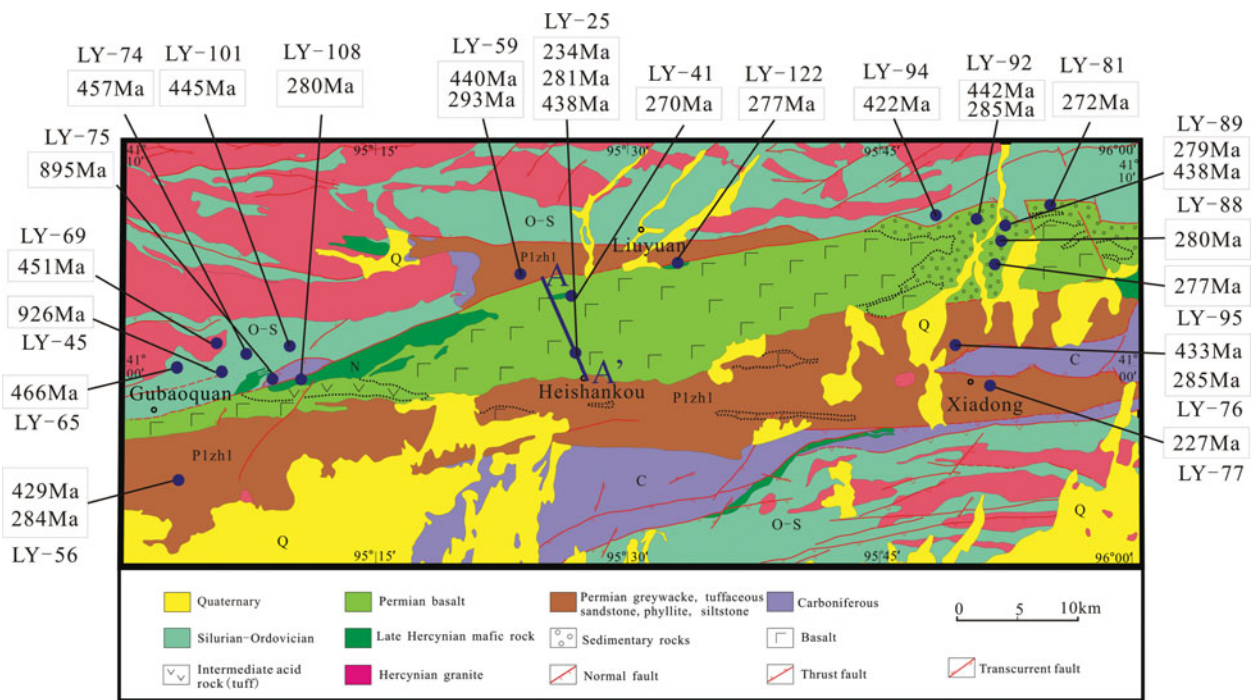 LY-25
LY-74 LY-101 LY-108
LY-59
234Ma
LY-41 LY-122
LY-94
LY-92
LY-81
457Ma
445Ma
280Ma
440Ma
293Ma
281Ma
438Ma
270Ma
277Ma
422Ma
442Ma
285Ma
272Ma
LY-75
895Ma
LY-69
451Ma
926Ma
LY-45
466Ma
LY-65
429Ma
284Ma
LY-56
LY-89
279Ma
438Ma
LY-88
280Ma
277Ma
LY-95
433Ma
285Ma
LY-76
227Ma
LY-77
41°
10′
95°15′
95°30′
95°45′
96°00′
41°
10′
O-S
Liuyuan
Q
P1zh1
A
O-S
Q
41°
00′
N
A’
C
41°
00′
Gubaoquan
Heishankou
P1zh1
Xiadong
P1zh1
C
Q
O-S
Q
95°15′
95°30′
95°45′
96°00′
Quaternary
Permian basalt
Permian greywacke, tuffaceous
sandstone, phyllite, siltstone
Carboniferous
0 5 10km
Silurian-Ordovician
Late Hercynian mafic rock
Sedimentary rocks
Basalt
Intermediate acid
rock (tuff)
Hercynian granite
Normal fault
Thrust fault
Transcurrent fault